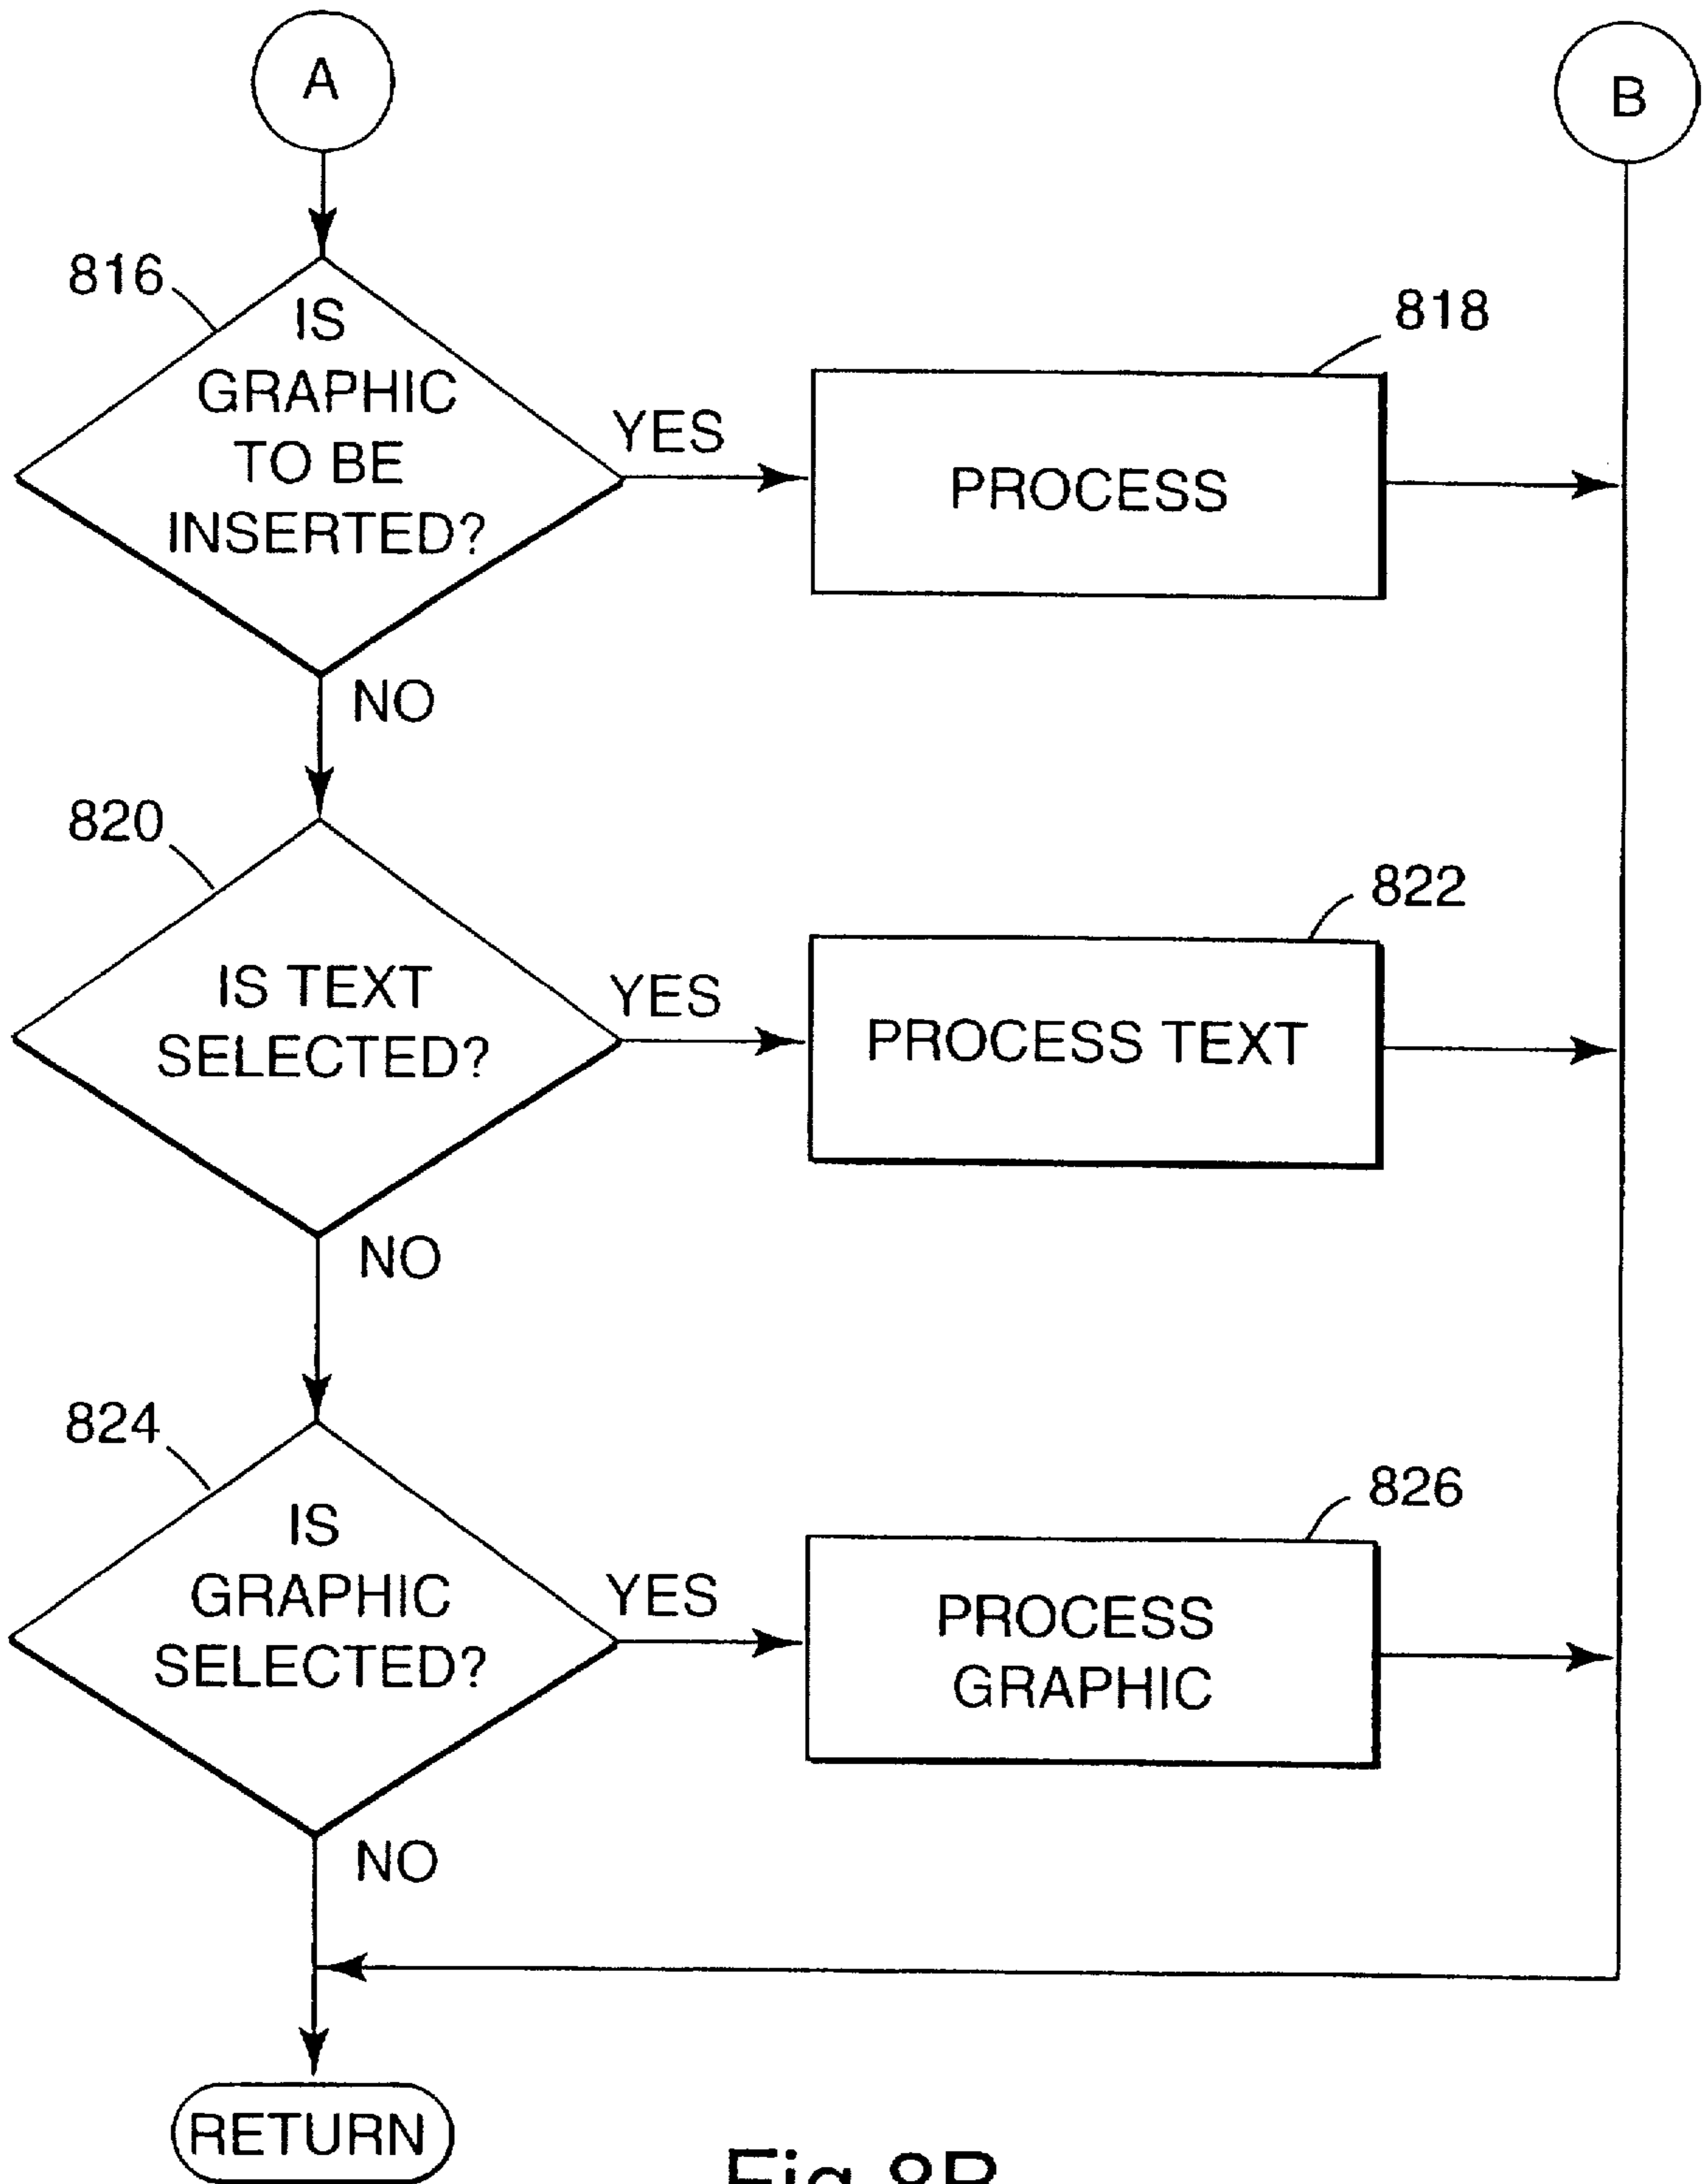 A
B
816
IS
GRAPHIC
TO BE
INSERTED?
YES
818
PROCESS
NO
820
IS TEXT
SELECTED?
YES
822
PROCESS TEXT
NO
824
IS
GRAPHIC
SELECTED?
YES
826
PROCESS
GRAPHIC
NO
RETURN